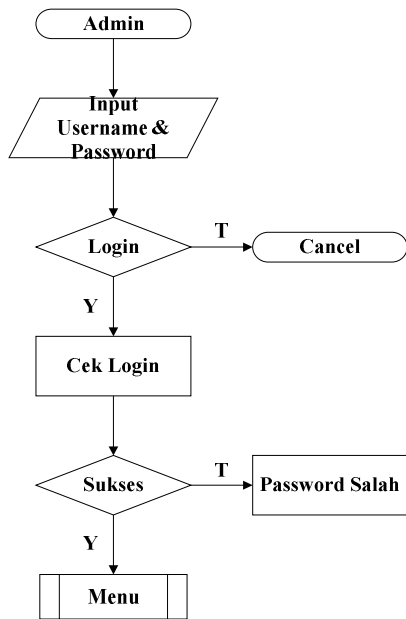 Admin
Input
Username &
Password
Login
T
Cancel
Y
Cek Login
Sukses
T
Password Salah
Y
Menu